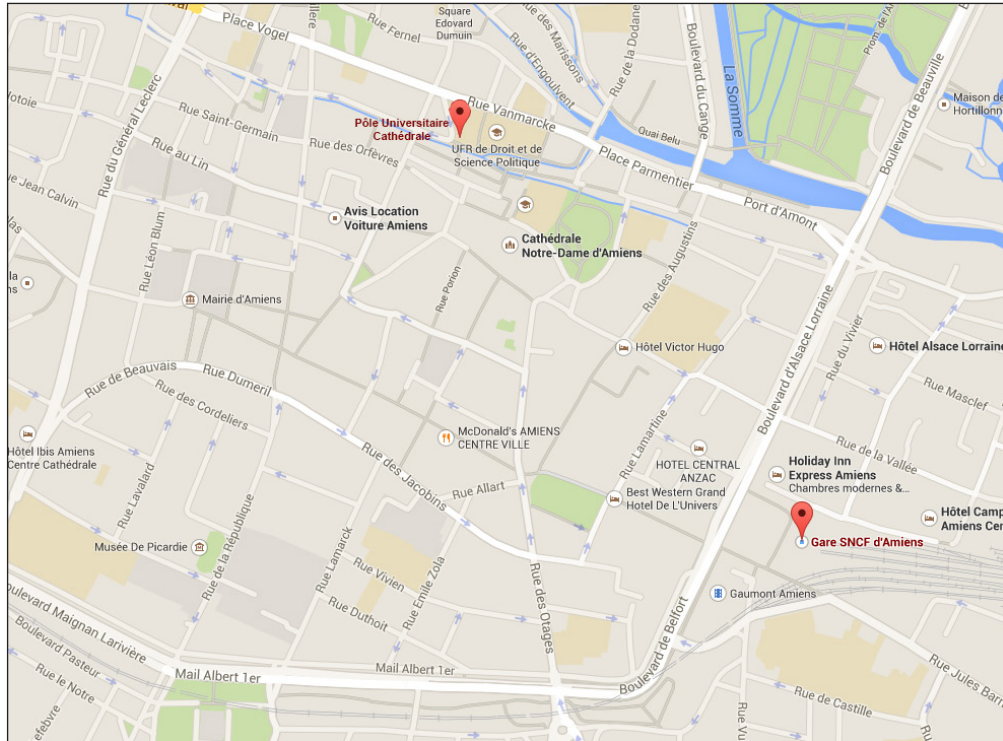 Place Vogel
Square
Edovard
Dumuin
Rue Fernel
Rue des Marissons
Rue d'Engoulvent
Rue de la Dodane
Boulevard du Cange
La Somme
Boulevard de Beauville
Maison de
Hortillonn
Rue du Général Leclerc
Rue Saint-Germain
Rue au Lin
Rue des Orfèvres
Pôle Universitaire
Cathédrale
Rue Vanmarcke
UFR de Droit et de
Science Politique
Quai Belu
Place Parmentier
Port d'Amont
Rue Jean Calvin
Rue Léon Blum
Avis Location
Voiture Amiens
Cathédrale
Notre-Dame d'Amiens
Rue des Augustins
Mairie d'Amiens
Rue Porion
Hôtel Victor Hugo
Boulevard d'Alsace Lorraine
Rue du Vivier
Hôtel Alsace Lorraine
Rue Masclef
Rue de Beauvais
Rue Dumeril
Rue des Cordeliers
Hôtel Ibis Amiens
Centre Cathédrale
McDonald's AMIENS
CENTRE VILLE
Rue Lamartine
Rue de la Vallée
HOTEL CENTRAL
ANZAC
Holiday Inn
Express Amiens
Chambres modernes &...
Rue des Jacobins
Rue Allart
Best Western Grand
Hotel De L'Univers
Hôtel Camp
Amiens Cen
Gare SNCF d'Amiens
Rue Lavalard
Musée De Picardie
Rue de la République
Rue Lamarck
Rue Vivien
Rue Emile Zola
Rue des Otages
Gaumont Amiens
Rue Duthoit
Boulevard de Belfort
oulevard Maignan Larivière
Boulevard Pasteur
Rue le Notre
Mail Albert 1er
Mail Albert 1er
Rue de Castille
Rue Jules Barni